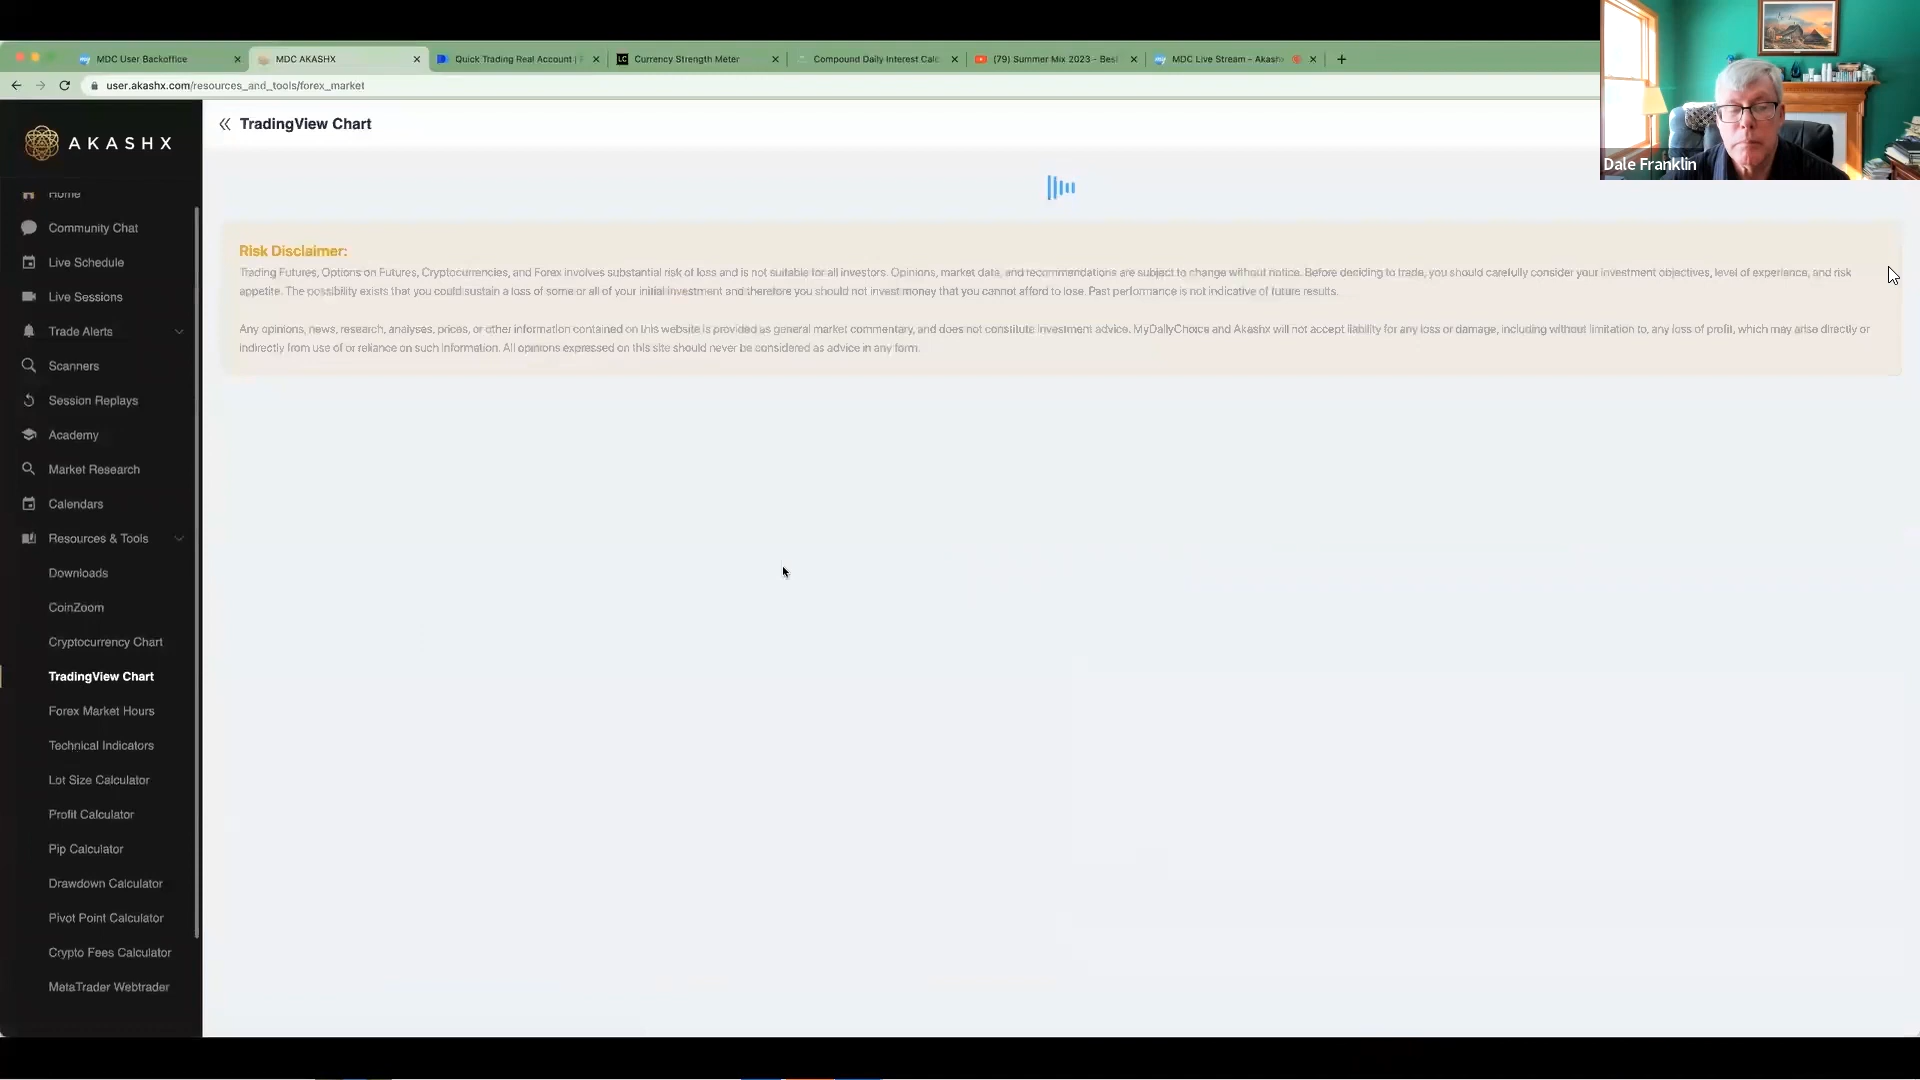 MDC User Backoffice
MDC AKASHX
Quick Trading Real Account |
Currency Strength Meter
Compound Daily Interest Calc
(79) Summer Mix 2023 - Best
MDC Live Stream - Akash
user.akashx.com/resources_and_tools/forex_market
AKASHX
TradingView Chart
Dale Franklin
Home
Community Chat
Live Schedule
Live Sessions
Trade Alerts
Scanners
Session Replays
Academy
Market Research
Calendars
Resources & Tools
Downloads
CoinZoom
Cryptocurrency Chart
TradingView Chart
Forex Market Hours
Technical Indicators
Lot Size Calculator
Profit Calculator
Pip Calculator
Drawdown Calculator
Pivot Point Calculator
Crypto Fees Calculator
MetaTrader Webtrader
Risk Disclaimer:
Trading Futures, Options on Futures, Cryptocurrencies, and Forex involves substantial risk of loss and is not suitable for all investors. Opinions, market data, and recommendations are subject to change without notice. Before deciding to trade, you should carefully consider your investment objectives, level of experience, and risk
appetite. The possibility exists that you could sustain a loss of some or all of your initial investment and therefore you should not invest money that you cannot afford to lose. Past performance is not indicative of future results.
Any opinions, news, research, analyses, prices, or other information contained on this website is provided as general market commentary, and does not constitute investment advice. MyDailyChoice and Akashx will not accept liability for any loss or damage, including without limitation to, any loss of profit, which may arise directly or
indirectly from use of or reliance on such information. All opinions expressed on this site should never be considered as advice in any form.